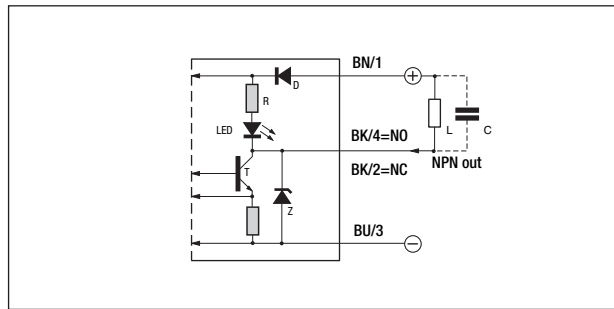 BN/1
D
R
LED
BK/4=NO
L
C
NPN out
BK/2=NC
T
Z
BU/3